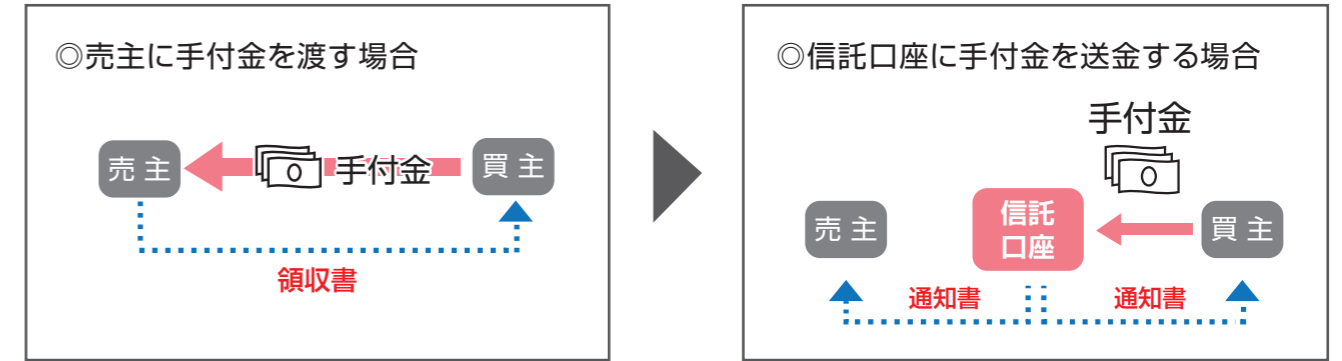 ◎売主に手付金を渡す場合
売主
手付金
買主
領収書
◎信託口座に手付金を送金する場合
手付金
売主
信託
口座
買主
通知書
通知書